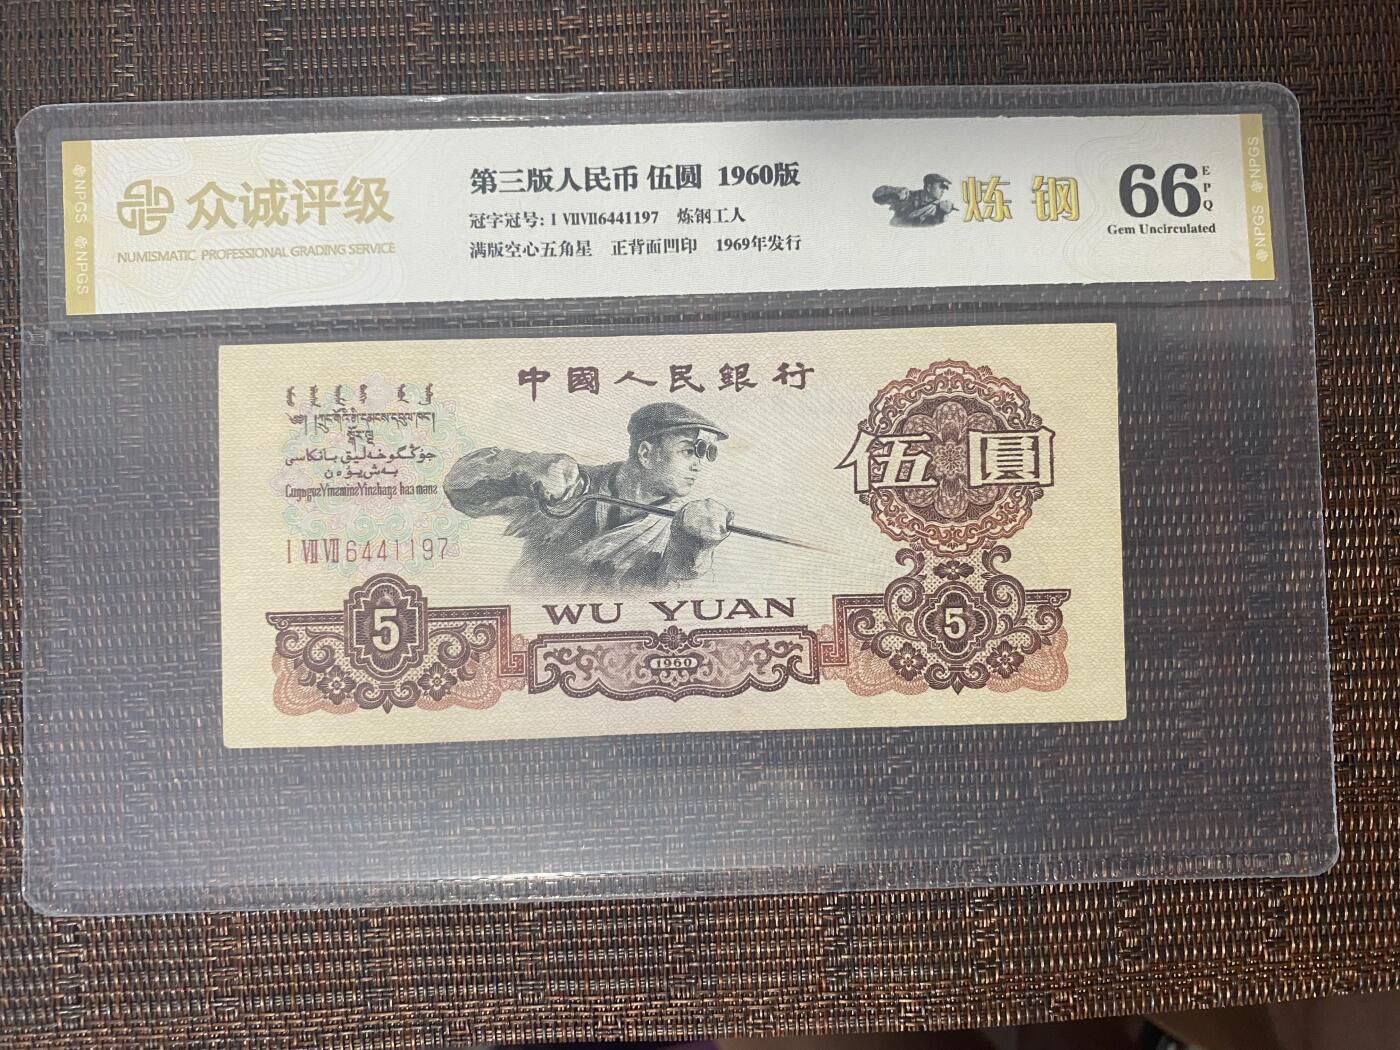 众诚评级
NUMISMATIC PROFESSIONAL GRADING SERVICE
NPGS
NPGS
第三版人民币 伍圆 1960版
冠字冠号: I VIIVII6441197 炼钢工人
满版空心五角星 正背面凹印 1969年发行
炼 钢
66
EPQ
Gem Uncirculated
NPGS
NPGS
中國人民銀行
伍圓
I VII VII 6441197
5
WU YUAN
1960
5